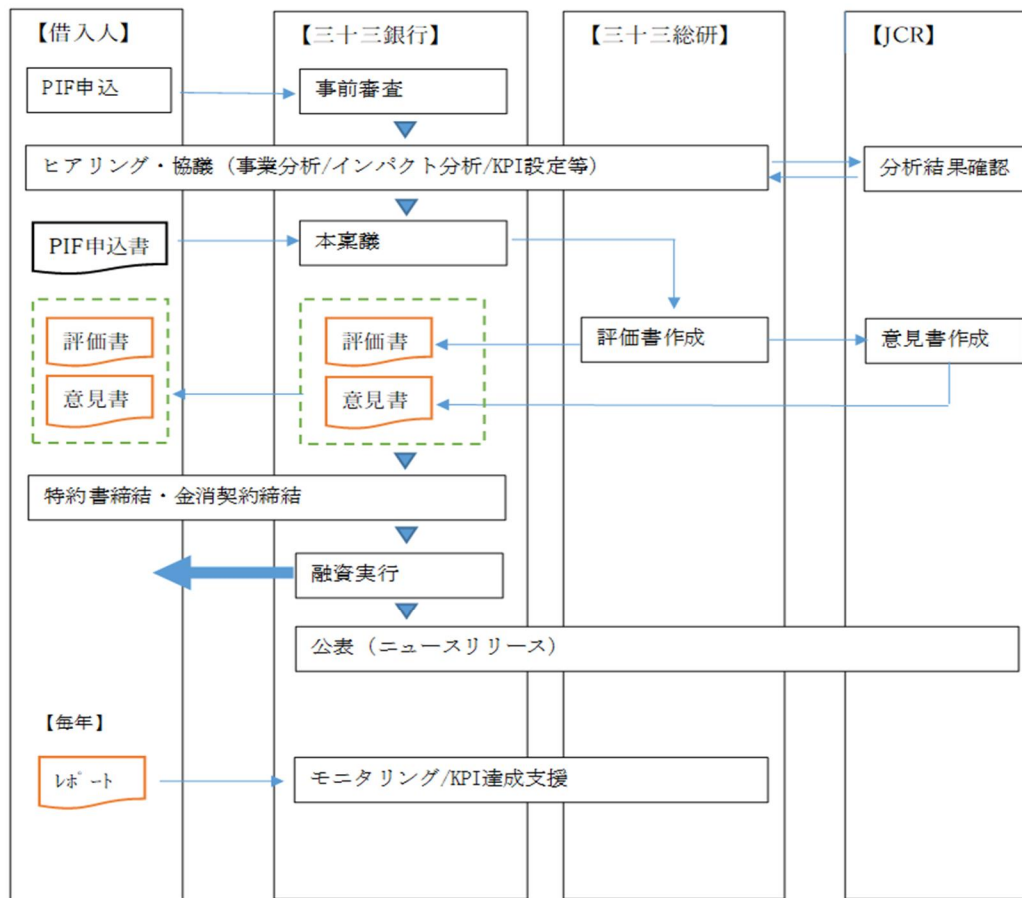 【借入人】
【三十三銀行】
【三十三総研】
【JCR】
PIF申込
事前審査
ヒアリング・協議（事業分析/インパクト分析/KPI設定等）
分析結果確認
PIF申込書
本稟議
評価書
評価書
評価書作成
意見書作成
意見書
意見書
特約書締結・金消契約締結
融資実行
公表（ニュースリリース）
【毎年】
ﾚﾎﾟｰﾄ
モニタリング/KPI達成支援